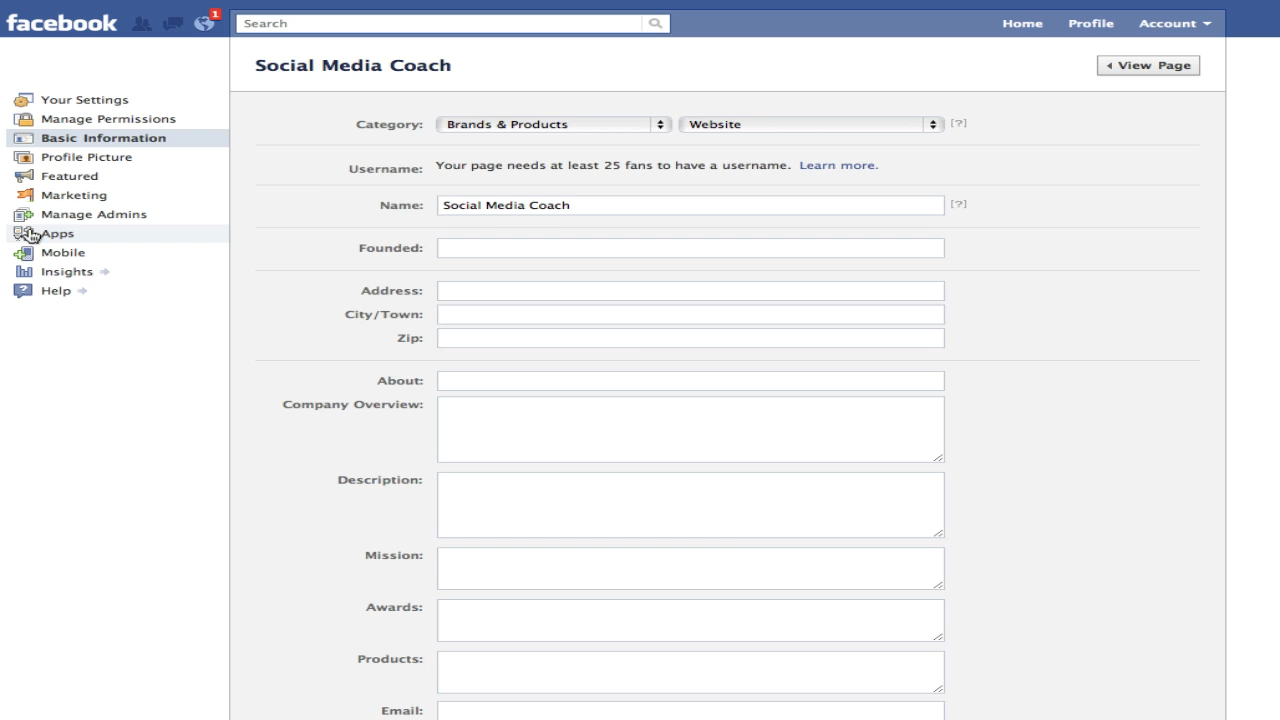 facebook
1
Search
Home Profile Account
Social Media Coach
View Page
Your Settings
Manage Permissions
Basic Information
Profile Picture
Featured
Marketing
Manage Admins
Apps
Mobile
Insights
Help
Category: Brands & Products Website [?]
Username: Your page needs at least 25 fans to have a username. Learn more.
Name: Social Media Coach [?]
Founded:
Address:
City/Town:
Zip:
About:
Company Overview:
Description:
Mission:
Awards:
Products:
Email: